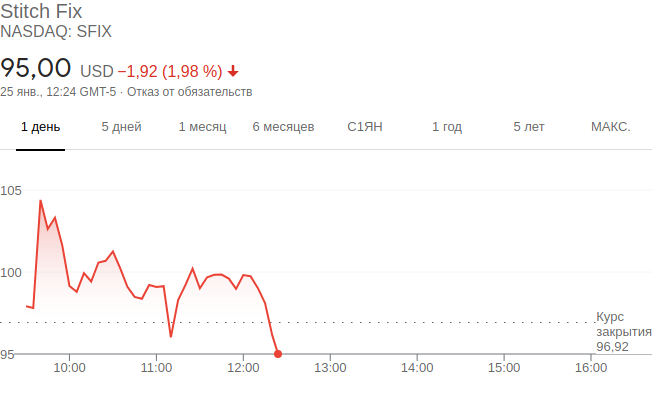 Stitch Fix
NASDAQ: SFIX
95,00 USD −1,92 (1,98 %)
25 янв., 12:24 GMT-5 · Отказ от обязательств
1 день 5 дней 1 месяц 6 месяцев С1ЯН 1 год 5 лет МАКС.
105
100
Курс
закрытия
96,92
95
10:00 11:00 12:00 13:00 14:00 15:00 16:00